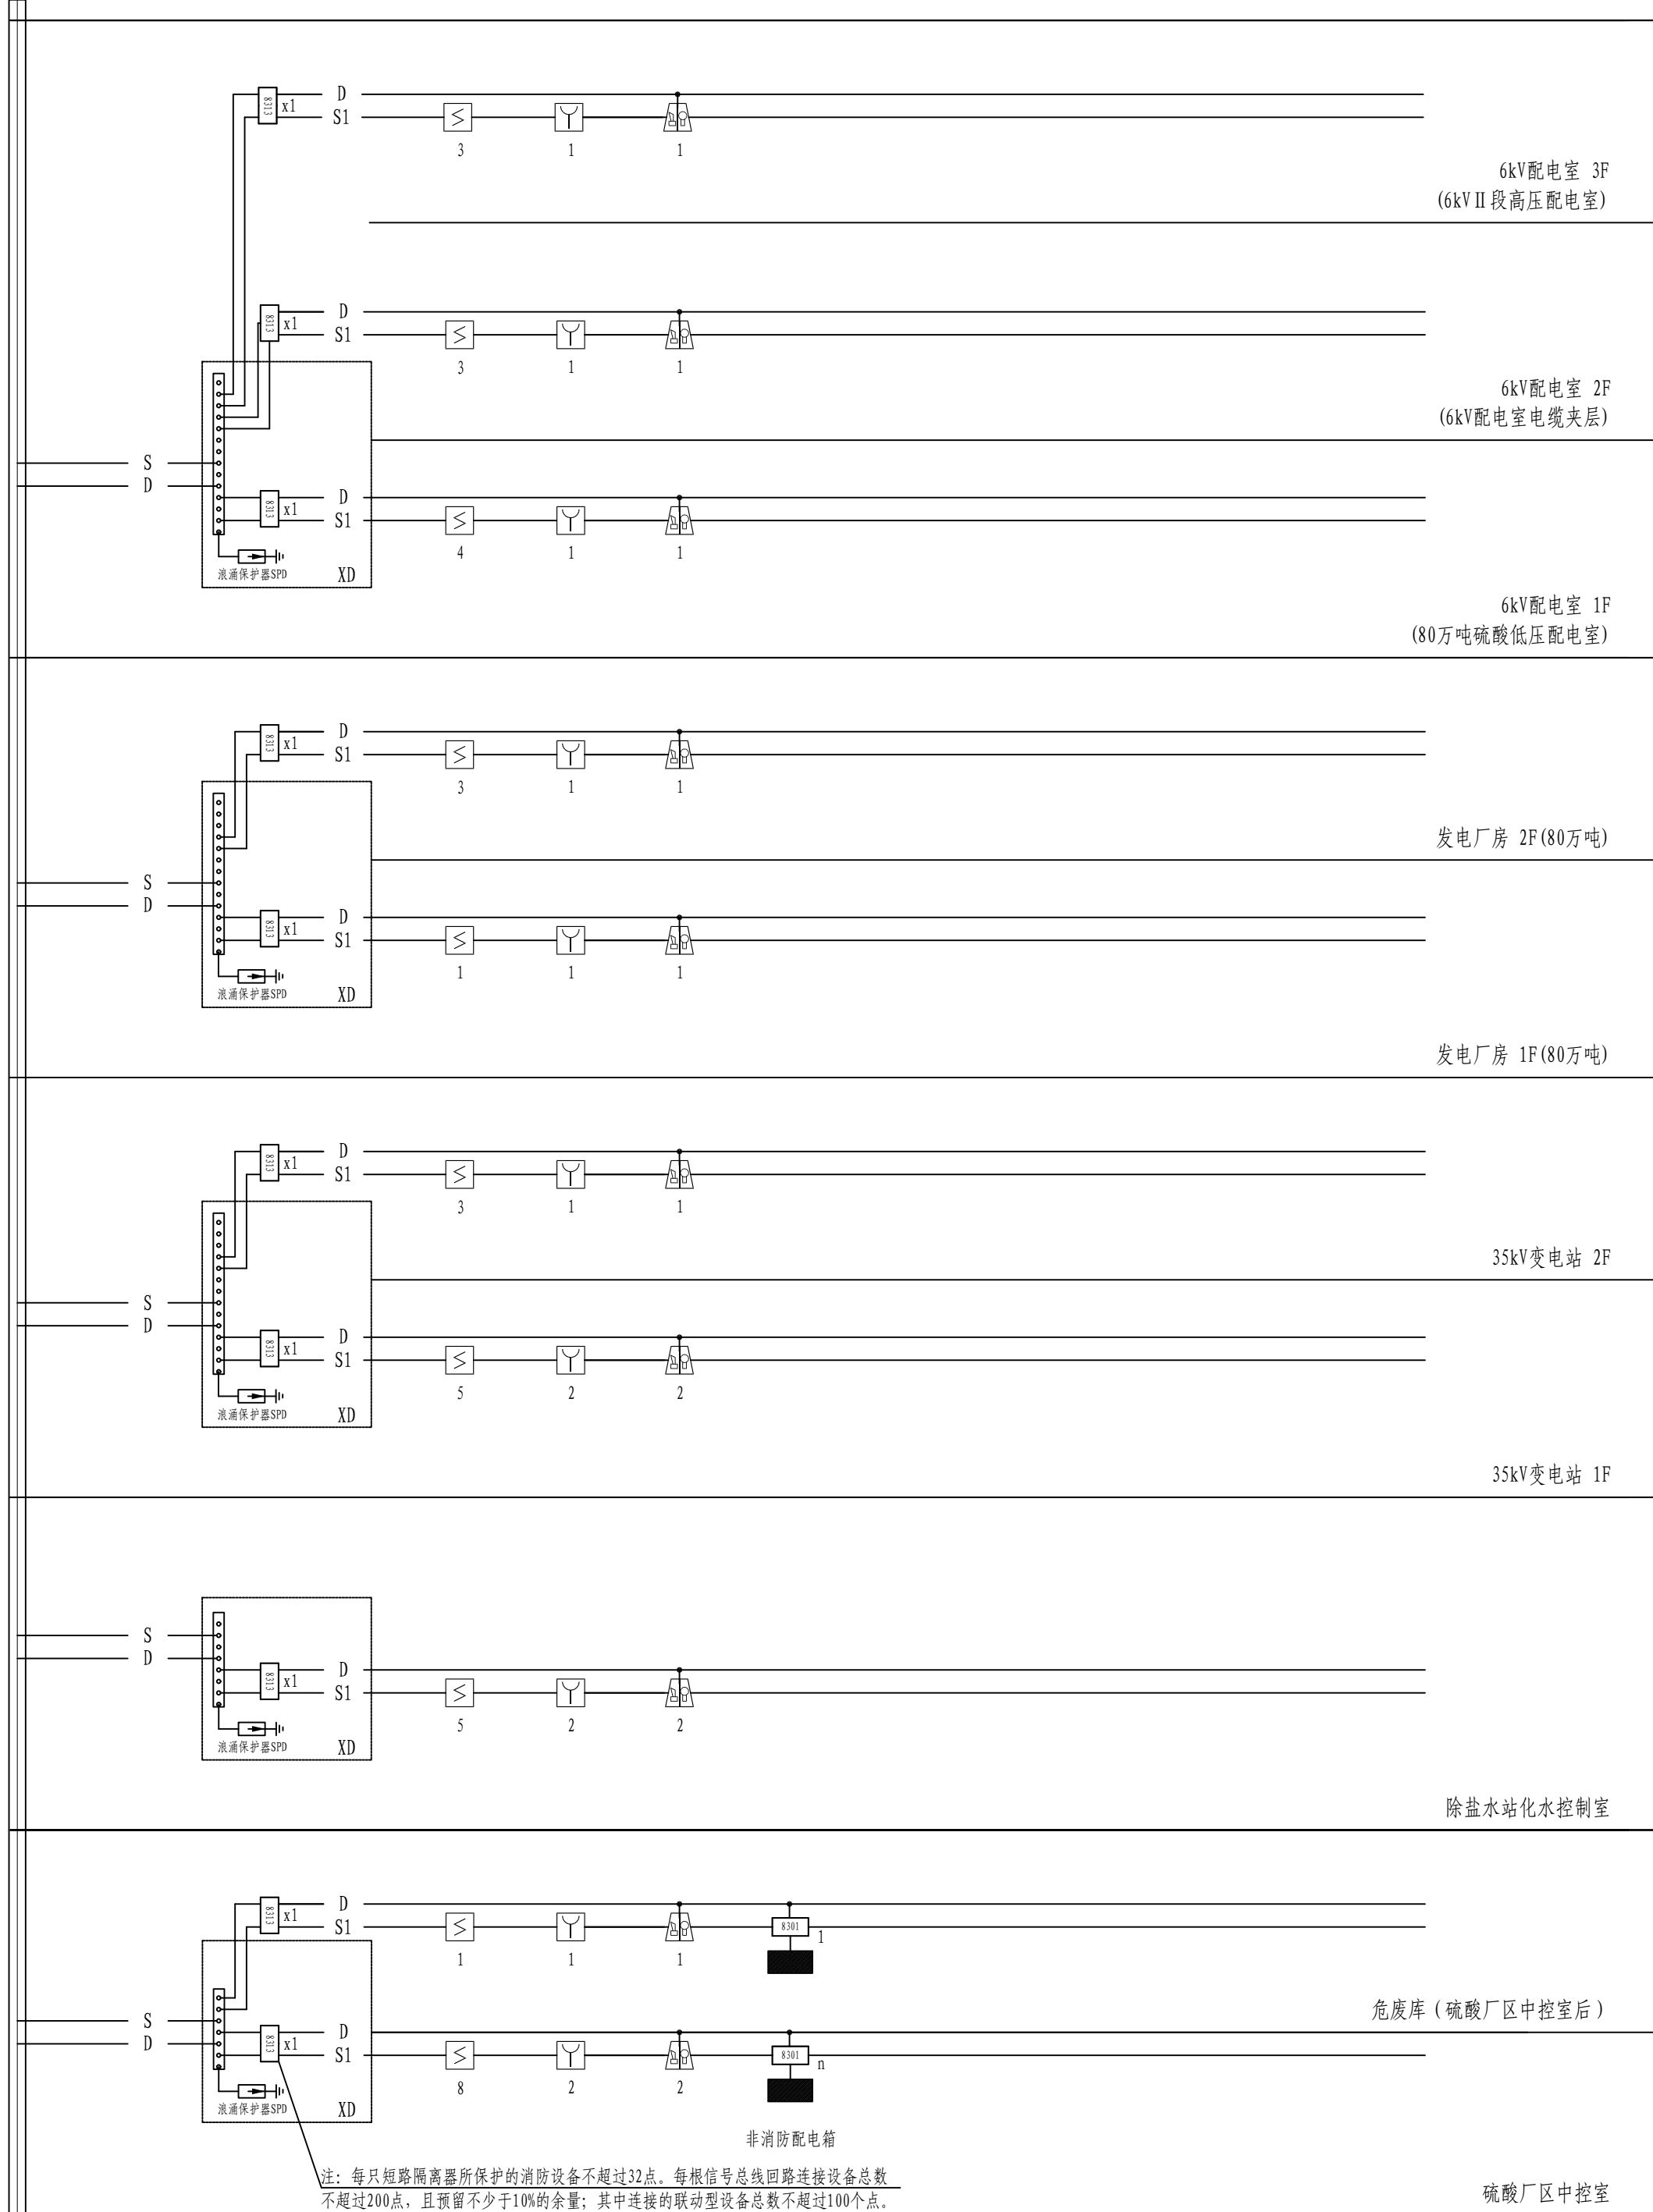 8313 x1 D
S1
3 1 1
6kV配电室 3F
(6kVⅡ段高压配电室)
8313 x1 D
S1
3 1 1
6kV配电室 2F
(6kV配电室电缆夹层)
S
D
8313 x1 D
S1
4 1 1
浪涌保护器SPD XD
6kV配电室 1F
(80万吨硫酸低压配电室)
8313 x1 D
S1
3 1 1
发电厂房 2F(80万吨)
S
D
8313 x1 D
S1
1 1 1
浪涌保护器SPD XD
发电厂房 1F(80万吨)
8313 x1 D
S1
3 1 1
35kV变电站 2F
S
D
8313 x1 D
S1
5 2 2
浪涌保护器SPD XD
35kV变电站 1F
S
D
8313 x1 D
S1
5 2 2
浪涌保护器SPD XD
除盐水站化水控制室
8313 x1 D
S1 8301 1
1 1 1
危废库（硫酸厂区中控室后）
S
D
8313 x1 D
S1 8301 n
8 2 2
浪涌保护器SPD XD
非消防配电箱
注：每只短路隔离器所保护的消防设备不超过32点。每根信号总线回路连接设备总数
不超过200点，且预留不少于10%的余量；其中连接的联动型设备总数不超过100个点。
硫酸厂区中控室